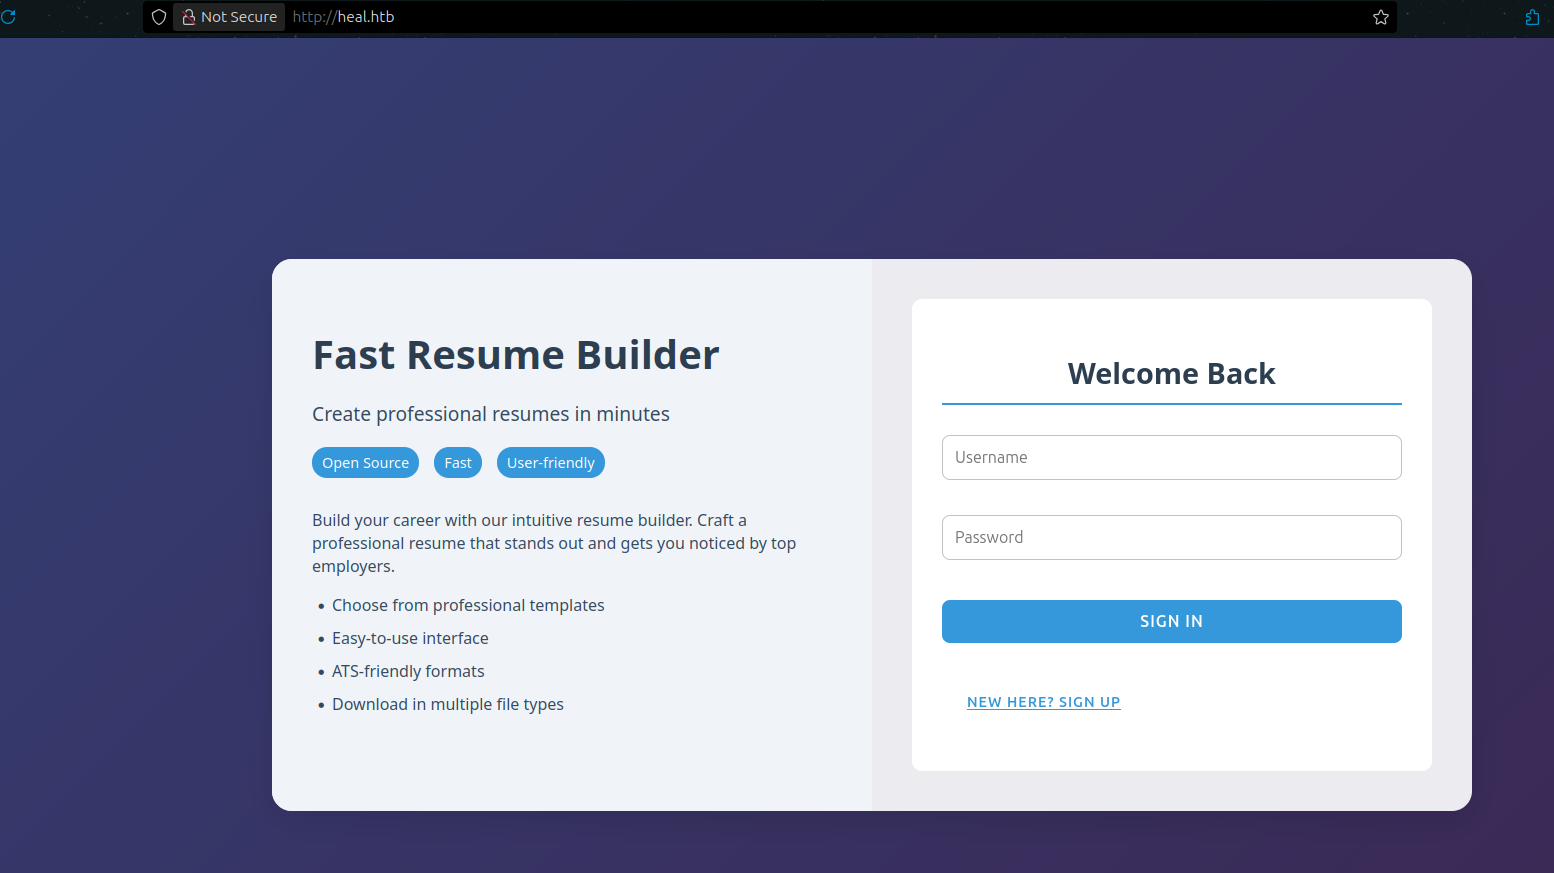 Not Secure http://heal.htb
Fast Resume Builder
Create professional resumes in minutes
Open Source Fast User-friendly
Build your career with our intuitive resume builder. Craft a
professional resume that stands out and gets you noticed by top
employers.
• Choose from professional templates
• Easy-to-use interface
• ATS-friendly formats
• Download in multiple file types
Welcome Back
Username
Password
SIGN IN
NEW HERE? SIGN UP